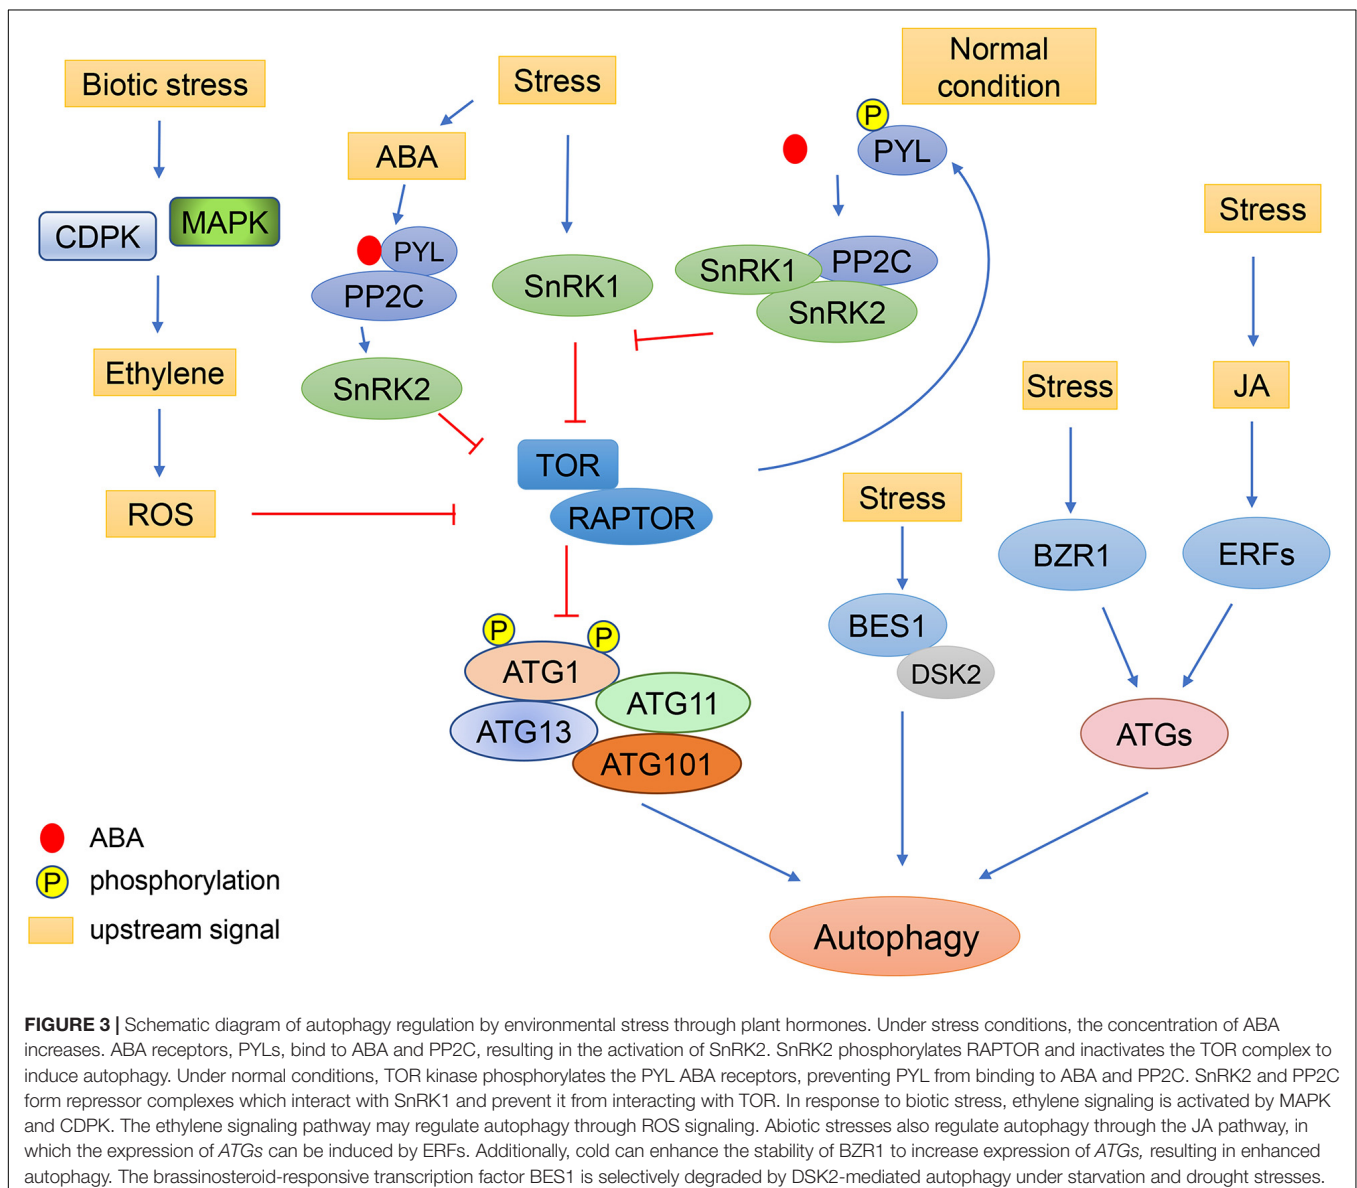 Biotic stress
Stress
Normal
condition
ABA
P
PYL
CDPK
MAPK
PYL
PP2C
SnRK1
SnRK1
PP2C
SnRK2
Stress
Ethylene
SnRK2
Stress
JA
TOR
RAPTOR
ROS
Stress
BZR1
ERFs
P
P
ATG1
ATG11
ATG13
ATG101
BES1
DSK2
ATGs
Autophagy
ABA
P
phosphorylation
upstream signal
FIGURE 3 | Schematic diagram of autophagy regulation by environmental stress through plant hormones. Under stress conditions, the concentration of ABA
increases. ABA receptors, PYLs, bind to ABA and PP2C, resulting in the activation of SnRK2. SnRK2 phosphorylates RAPTOR and inactivates the TOR complex to
induce autophagy. Under normal conditions, TOR kinase phosphorylates the PYL ABA receptors, preventing PYL from binding to ABA and PP2C. SnRK2 and PP2C
form repressor complexes which interact with SnRK1 and prevent it from interacting with TOR. In response to biotic stress, ethylene signaling is activated by MAPK
and CDPK. The ethylene signaling pathway may regulate autophagy through ROS signaling. Abiotic stresses also regulate autophagy through the JA pathway, in
which the expression of ATGs can be induced by ERFs. Additionally, cold can enhance the stability of BZR1 to increase expression of ATGs, resulting in enhanced
autophagy. The brassinosteroid-responsive transcription factor BES1 is selectively degraded by DSK2-mediated autophagy under starvation and drought stresses.